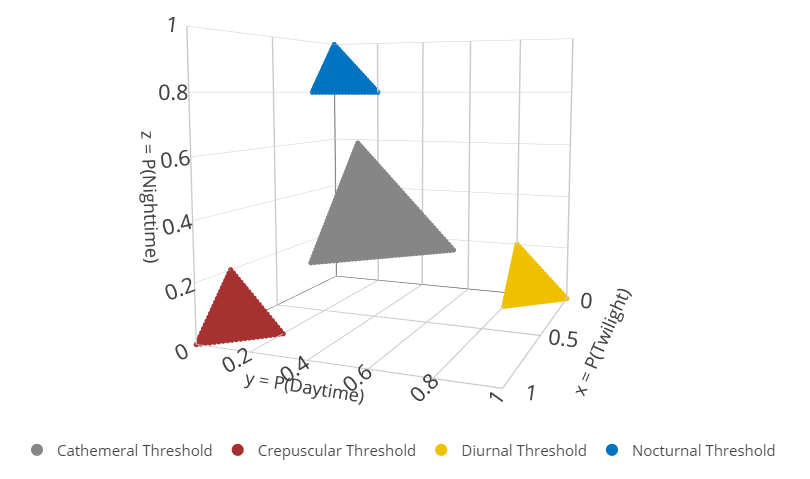 1
0.8
0.6
0.4
0.2
0
z = P(Nighttime)
0.2
0.4
0.6
0.8
1
y = P(Daytime)
0
0.5
1
x = P(Twilight)
Cathemeral Threshold
Crepuscular Threshold
Diurnal Threshold
Nocturnal Threshold